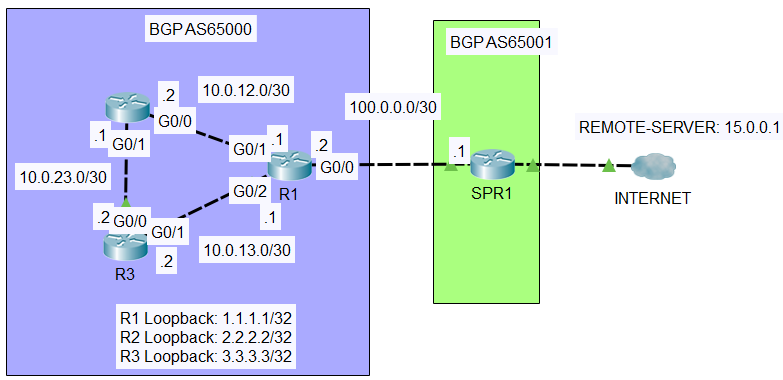 BGP AS65000
BGP AS65001
.2
10.0.12.0/30
G0/0
100.0.0.0/30
.1
G0/1
REMOTE-SERVER: 15.0.0.1
G0/1
.1
.2
G0/0
.1
10.0.23.0/30
G0/2
R1
SPR1
INTERNET
.2
G0/0
.1
G0/1
10.0.13.0/30
R3
.2
R1 Loopback: 1.1.1.1/32
R2 Loopback: 2.2.2.2/32
R3 Loopback: 3.3.3.3/32